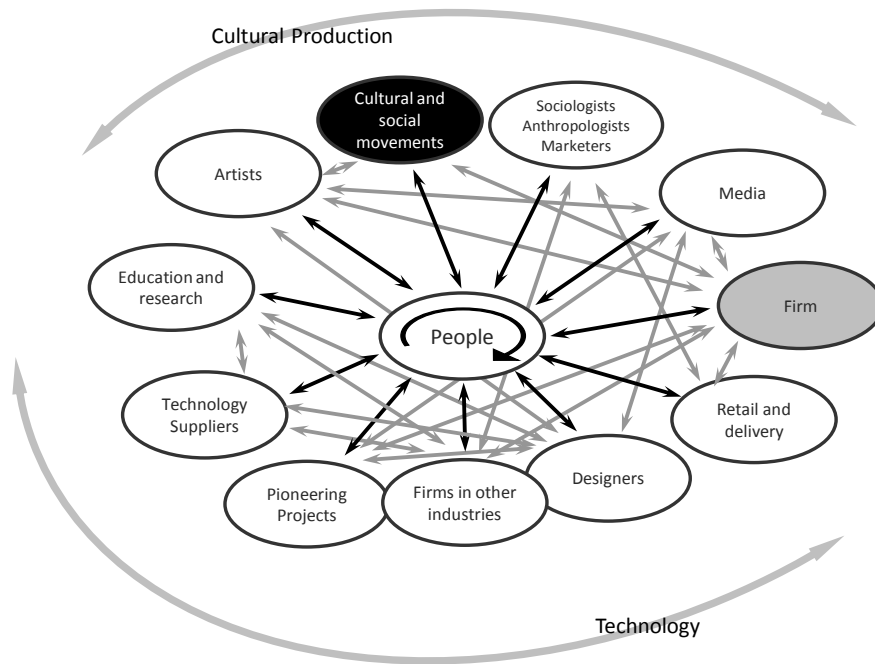 Cultural Production
Cultural and
social
movements
Sociologists
Anthropologists
Marketers
Artists
Media
Education and
research
Firm
People
Technology
Suppliers
Retail and
delivery
Pioneering
Projects
Firms in other
industries
Designers
Technology